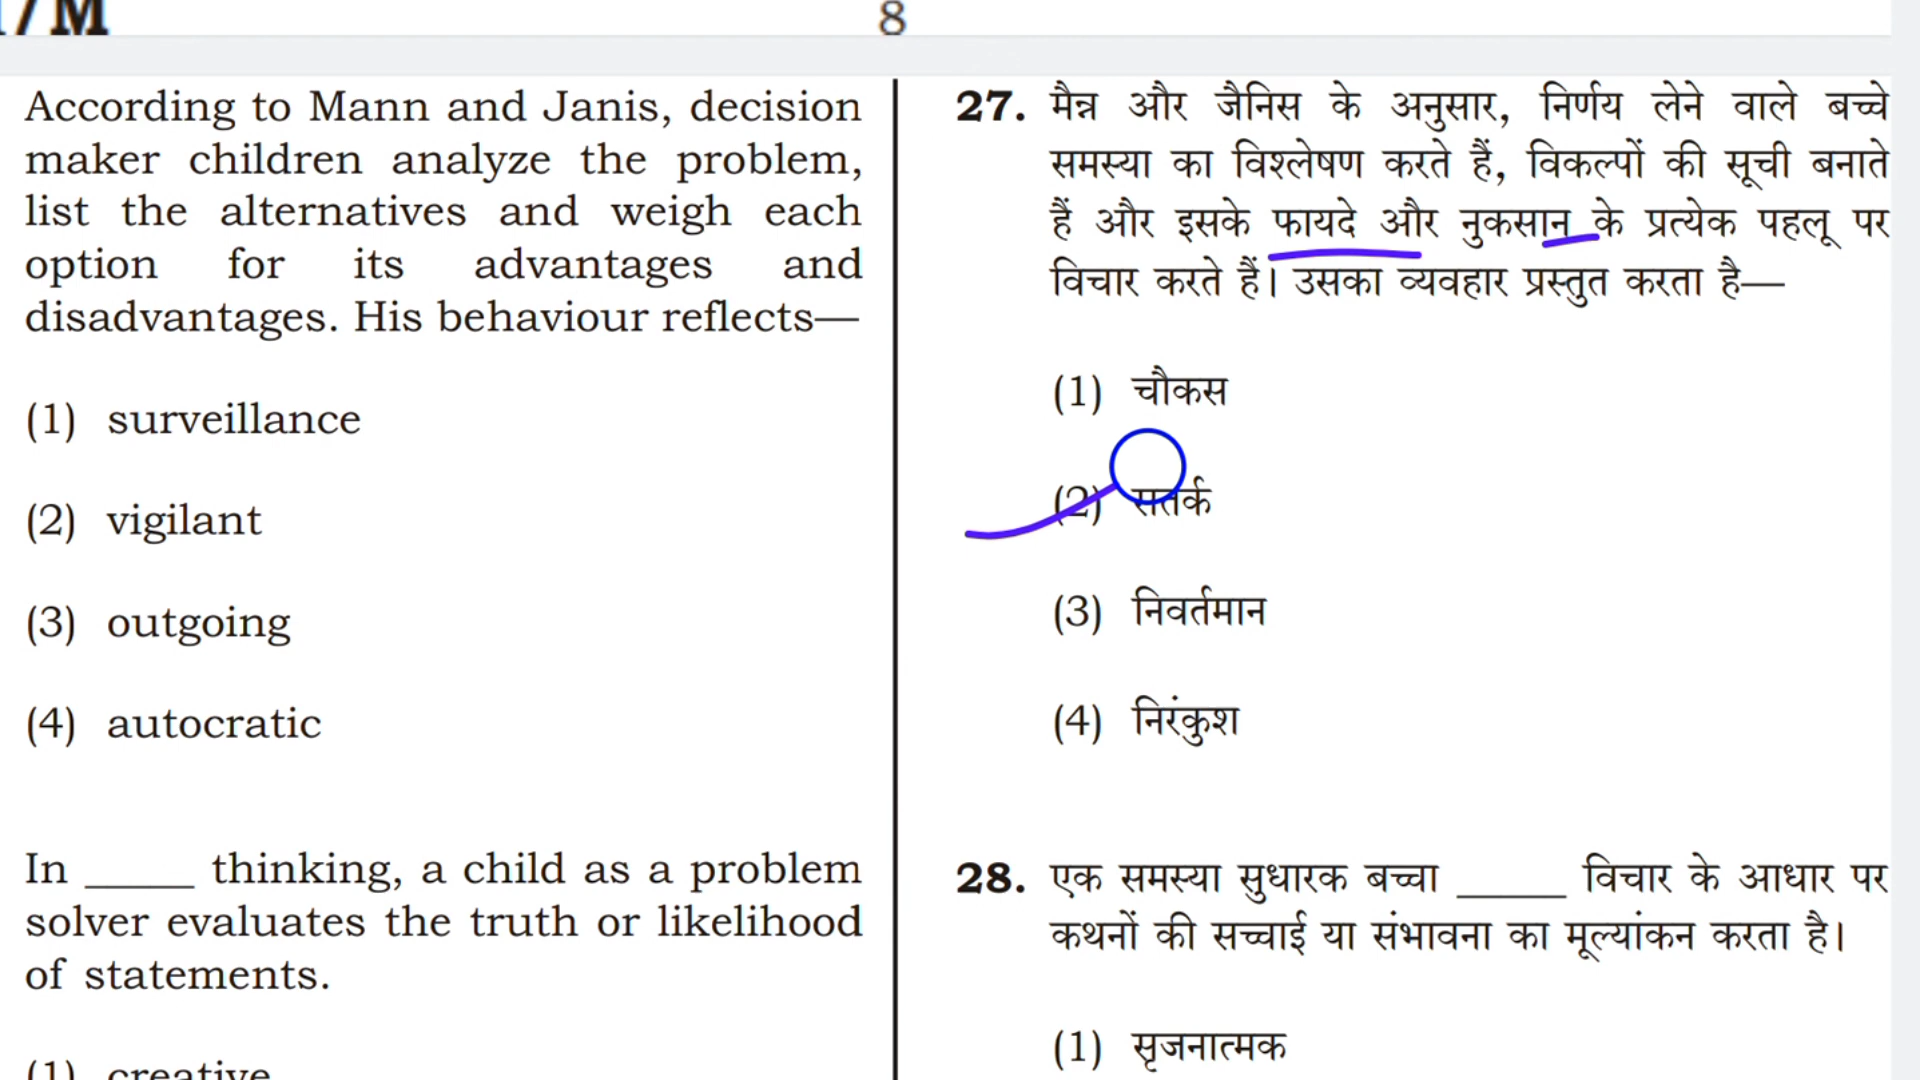 /M
8
According to Mann and Janis, decision
maker children analyze the problem,
list the alternatives and weigh each
option for its advantages and
disadvantages. His behaviour reflects—
(1) surveillance
(2) vigilant
(3) outgoing
(4) autocratic
In _____ thinking, a child as a problem
solver evaluates the truth or likelihood
of statements.
(1) creative
27. मैन्न और जैनिस के अनुसार, निर्णय लेने वाले बच्चे
समस्या का विश्लेषण करते हैं, विकल्पों की सूची बनाते
हैं और इसके फायदे और नुकसान के प्रत्येक पहलू पर
विचार करते हैं। उसका व्यवहार प्रस्तुत करता है—
(1) चौकस
(2) सतर्क
(3) निवर्तमान
(4) निरंकुश
28. एक समस्या सुधारक बच्चा _____ विचार के आधार पर
कथनों की सच्चाई या संभावना का मूल्यांकन करता है।
(1) सृजनात्मक